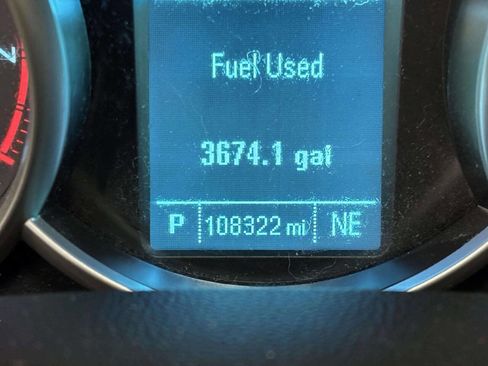 Fuel Used
3674.1 gal
P 108322 mi NE